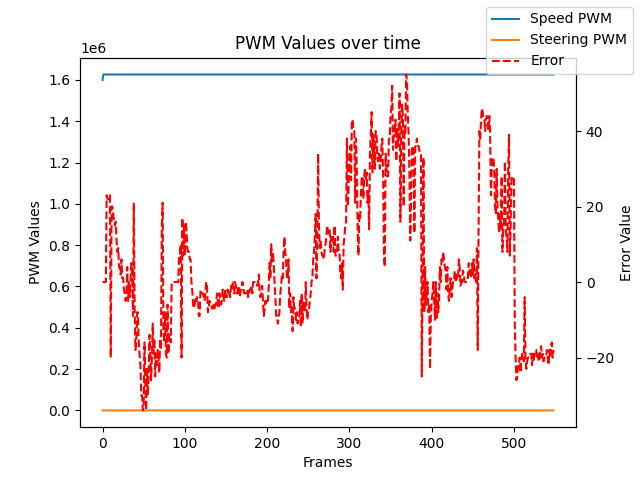 Speed PWM
Steering PWM
Error
PWM Values over time
1e6
1.6
1.4
1.2
1.0
0.8
0.6
0.4
0.2
0.0
PWM Values
40
20
0
−20
Error Value
0 100 200 300 400 500
Frames